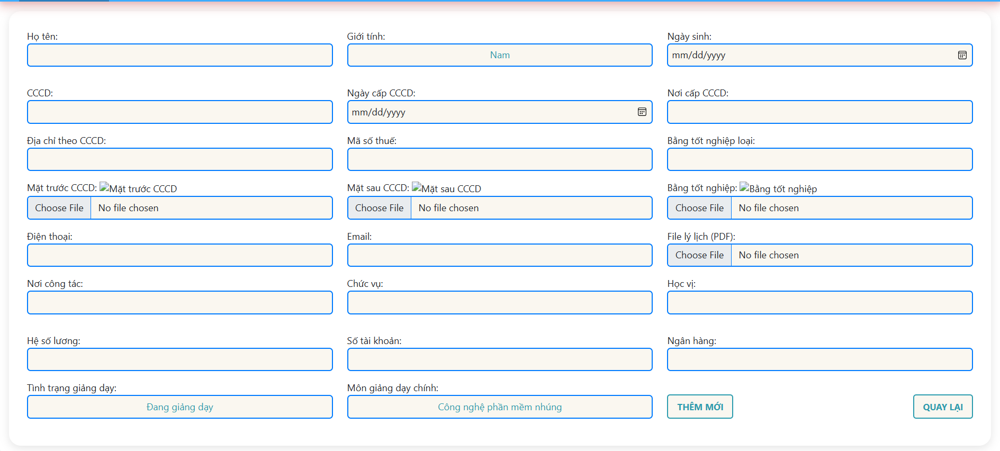 Họ tên: Giới tính: Ngày sinh:
Nam mm/dd/yyyy
CCCD: Ngày cấp CCCD: Nơi cấp CCCD:
mm/dd/yyyy
Địa chỉ theo CCCD: Mã số thuế: Bằng tốt nghiệp loại:
Mặt trước CCCD: Mặt trước CCCD Mặt sau CCCD: Mặt sau CCCD Bằng tốt nghiệp: Bằng tốt nghiệp
Choose File No file chosen Choose File No file chosen Choose File No file chosen
Điện thoại: Email: File lý lịch (PDF):
Choose File No file chosen
Nơi công tác: Chức vụ: Học vị:
Hệ số lương: Số tài khoản: Ngân hàng:
Tình trạng giảng dạy: Môn giảng dạy chính:
Đang giảng dạy Công nghệ phần mềm nhúng THÊM MỚI QUAY LẠI